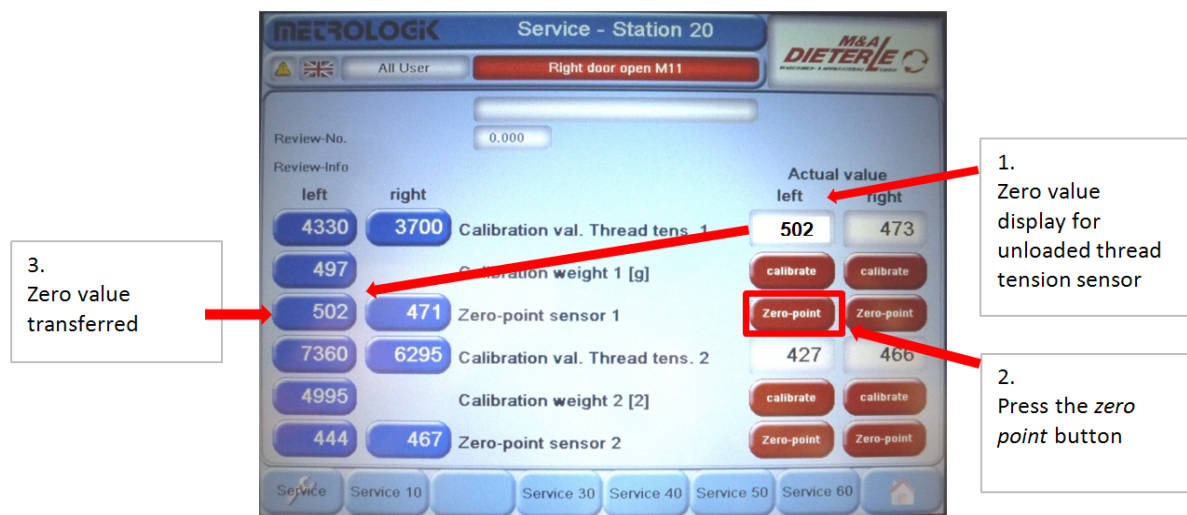 METROLOGiK
Service - Station 20
M&A
DIETERLE
All User
Right door open M11
Review-No.
0.000
Review-Info
Actual value
left right
left right
4330 3700 Calibration val. Thread tens. 1 502 473
497 Calibration weight 1 [g] calibrate calibrate
502 471 Zero-point sensor 1 Zero-point Zero-point
7360 6295 Calibration val. Thread tens. 2 427 466
4995 Calibration weight 2 [2] calibrate calibrate
444 467 Zero-point sensor 2 Zero-point Zero-point
Service Service 10 Service 30 Service 40 Service 50 Service 60
1.
Zero value
display for
unloaded thread
tension sensor
2.
Press the zero
point button
3.
Zero value
transferred